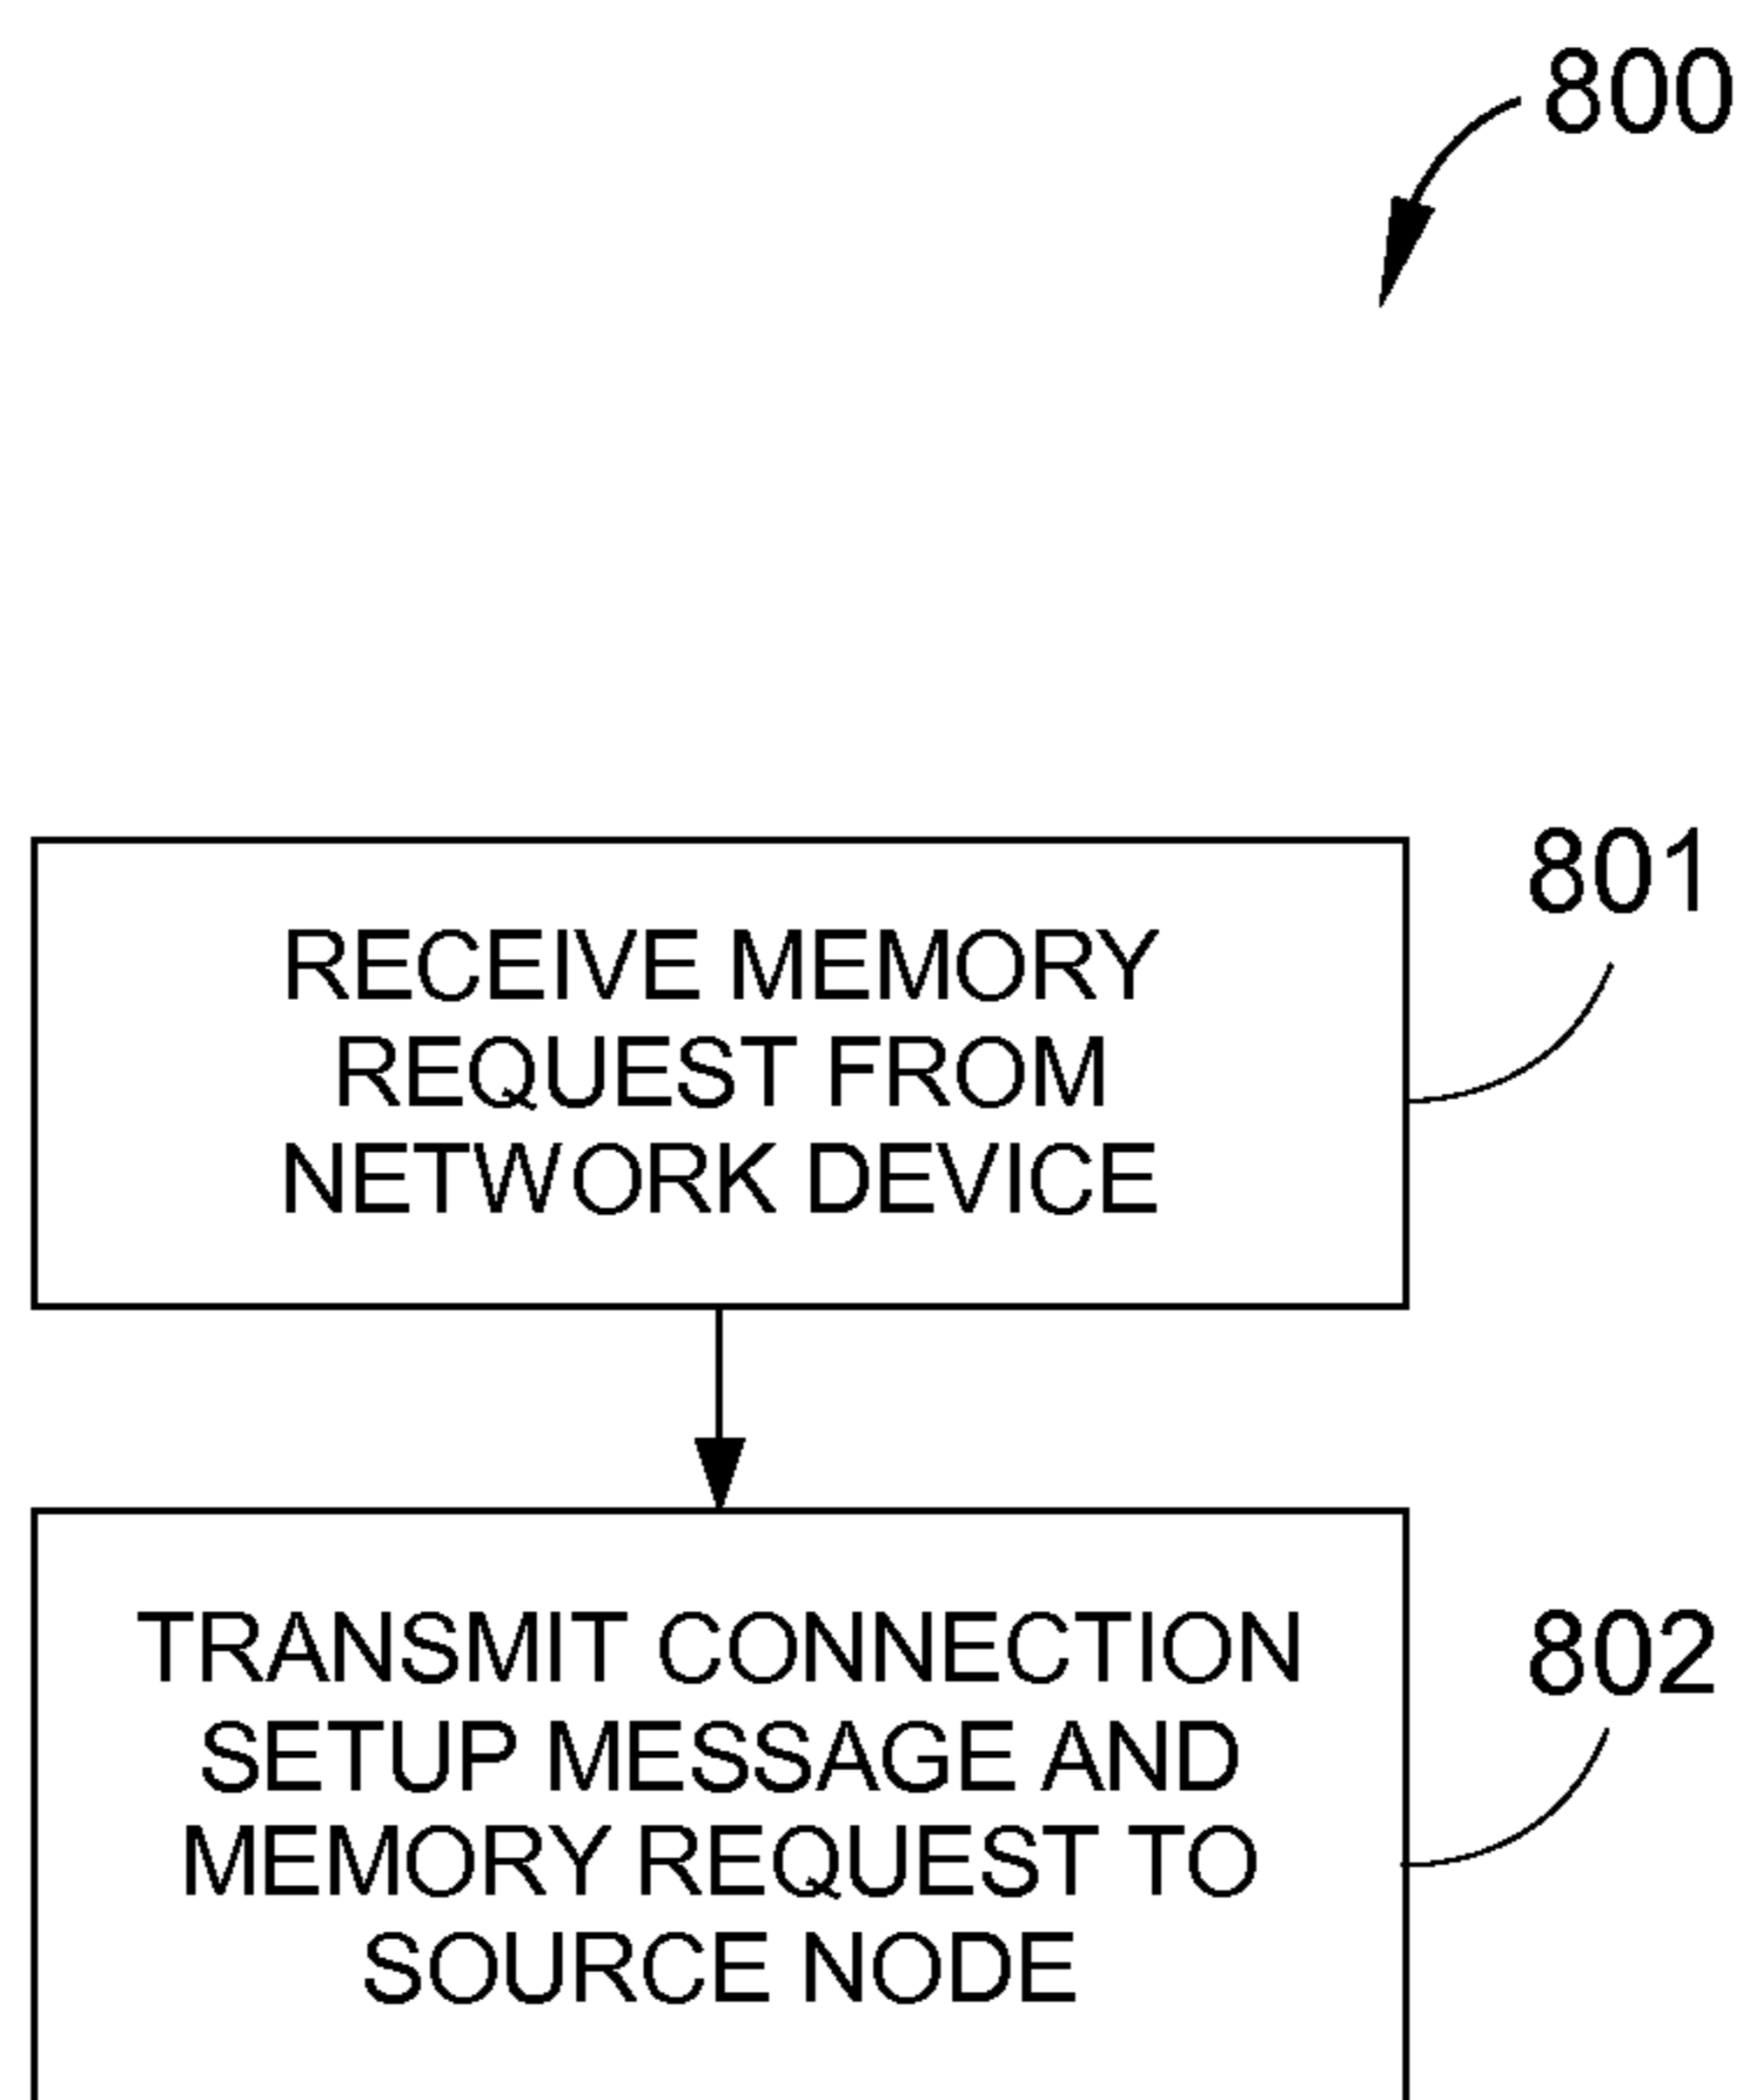 800
801
RECEIVE MEMORY
REQUEST FROM
NETWORK DEVICE
802
TRANSMIT CONNECTION
SETUP MESSAGE AND
MEMORY REQUEST TO
SOURCE NODE